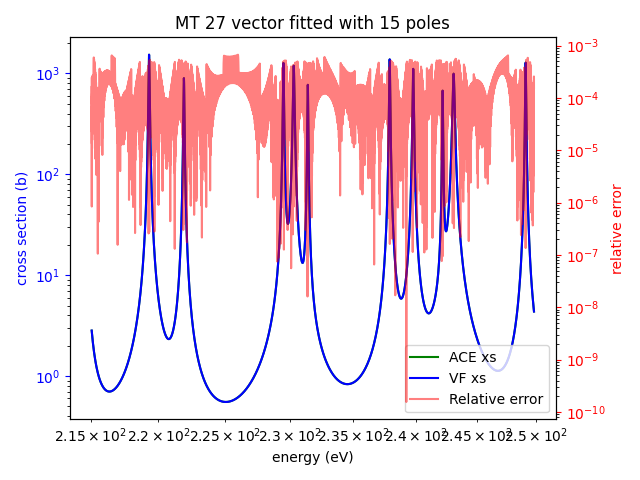 MT 27 vector fitted with 15 poles
cross section (b)
10³
10²
10¹
10⁰
10⁻³
10⁻⁴
10⁻⁵
10⁻⁶
10⁻⁷
10⁻⁸
10⁻⁹
10⁻¹⁰
relative error
ACE xs
VF xs
Relative error
2.15 × 10² 2.2 × 10² 2.25 × 10² 2.3 × 10² 2.35 × 10² 2.4 × 10² 2.45 × 10² 2.5 × 10²
energy (eV)